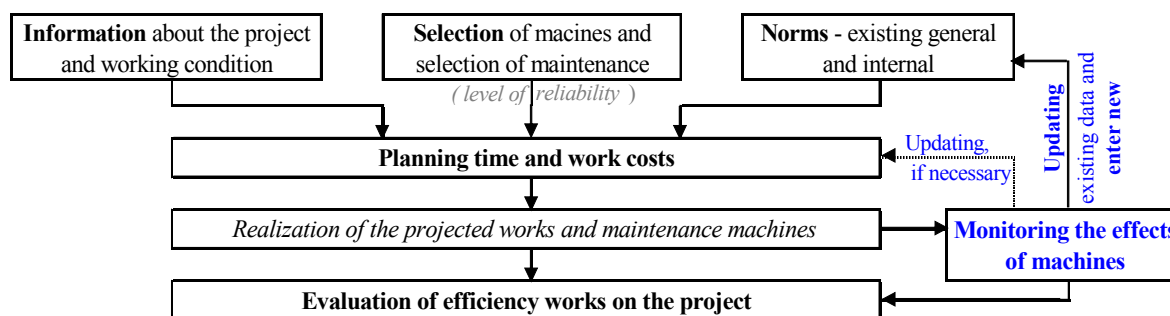 Information about the project
and working condition
Selection of macines and
selection of maintenance
(level of reliability)
Norms - existing general
and internal
Updating
existing data and
enter new
Planning time and work costs
Updating,
if necessary
Realization of the projected works and maintenance machines
Monitoring the effects
of machines
Evaluation of efficiency works on the project